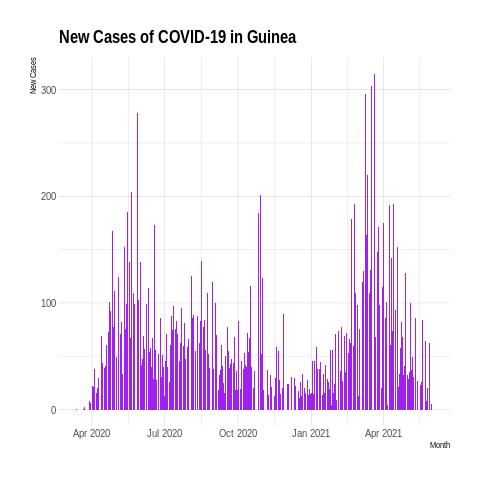 New Cases of COVID-19 in Guinea
New Cases
300
200
100
0
Apr 2020 Jul 2020 Oct 2020 Jan 2021 Apr 2021
Month